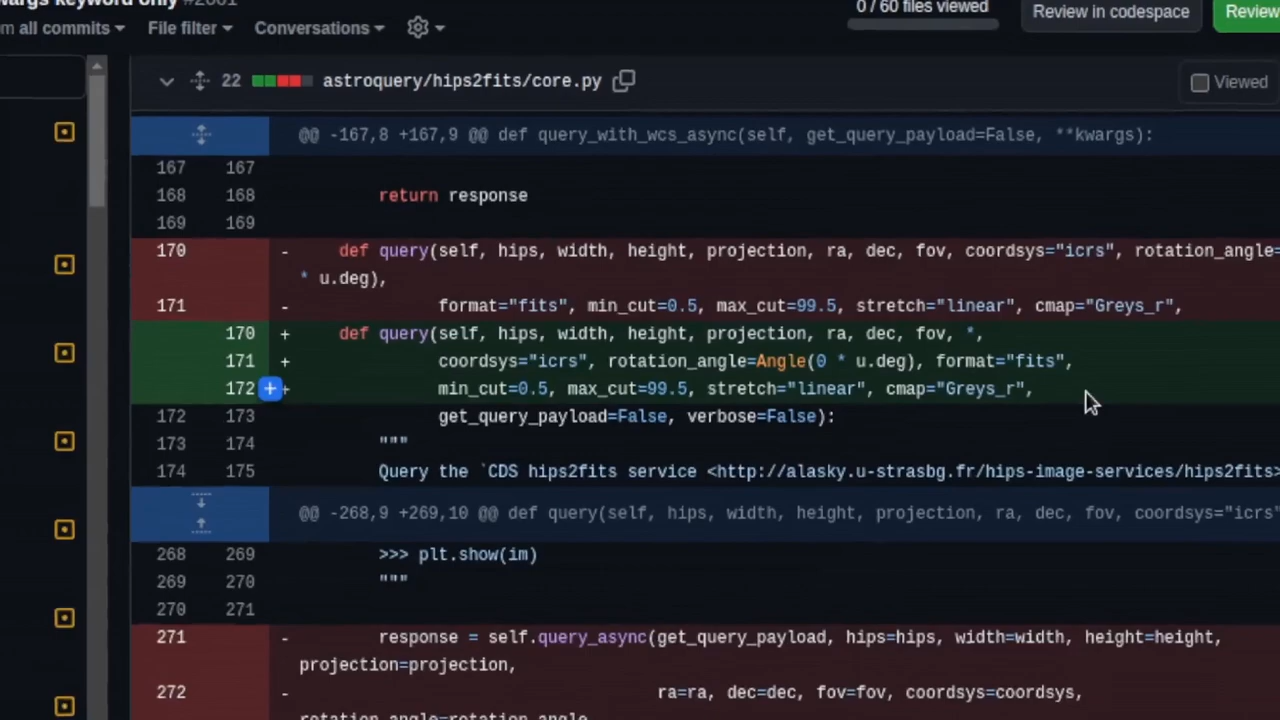 wargs keyword only #2661
m all commits File filter Conversations
0 / 60 files viewed
Review in codespace
Review
22 astroquery/hips2fits/core.py
Viewed
@@ -167,8 +167,9 @@ def query_with_wcs_async(self, get_query_payload=False, **kwargs):
167 167
168 168 return response
169 169
170 - def query(self, hips, width, height, projection, ra, dec, fov, coordsys="icrs", rotation_angle=
* u.deg),
171 - format="fits", min_cut=0.5, max_cut=99.5, stretch="linear", cmap="Greys_r",
170 + def query(self, hips, width, height, projection, ra, dec, fov, *,
171 + coordsys="icrs", rotation_angle=Angle(0 * u.deg), format="fits",
172 + min_cut=0.5, max_cut=99.5, stretch="linear", cmap="Greys_r",
172 173 get_query_payload=False, verbose=False):
173 174 """
174 175 Query the `CDS hips2fits service <http://alasky.u-strasbg.fr/hips-image-services/hips2fits>
@@ -268,9 +269,10 @@ def query(self, hips, width, height, projection, ra, dec, fov, coordsys="icrs"
268 269 >>> plt.show(im)
269 270 """
270 271
271 - response = self.query_async(get_query_payload, hips=hips, width=width, height=height,
projection=projection,
272 - ra=ra, dec=dec, fov=fov, coordsys=coordsys,
rotation_angle=rotation_angle